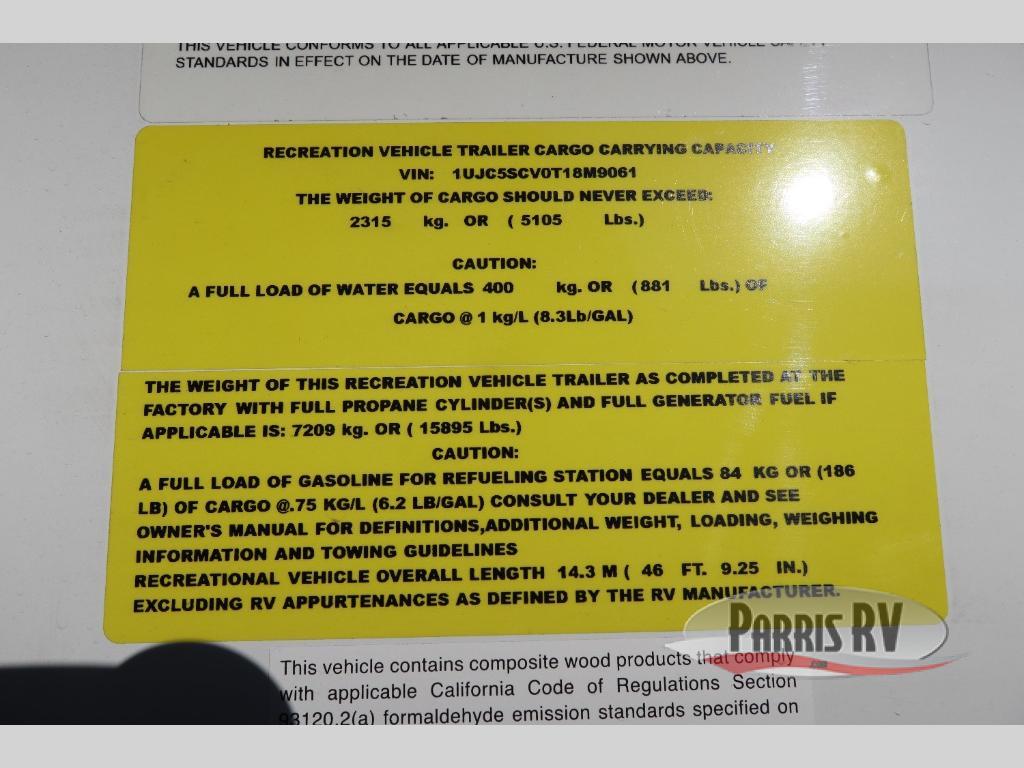 THIS VEHICLE CONFORMS TO ALL APPLICABLE U.S. FEDERAL MOTOR VEHICLE SAFETY
STANDARDS IN EFFECT ON THE DATE OF MANUFACTURE SHOWN ABOVE.
RECREATION VEHICLE TRAILER CARGO CARRYING CAPACITY
VIN: 1UJC5SCV0T18M9061
THE WEIGHT OF CARGO SHOULD NEVER EXCEED:
2315 kg. OR ( 5105 Lbs.)
CAUTION:
A FULL LOAD OF WATER EQUALS 400 kg. OR (881 Lbs.) OF
CARGO @ 1 kg/L (8.3Lb/GAL)
THE WEIGHT OF THIS RECREATION VEHICLE TRAILER AS COMPLETED AT THE
FACTORY WITH FULL PROPANE CYLINDER(S) AND FULL GENERATOR FUEL IF
APPLICABLE IS: 7209 kg. OR ( 15895 Lbs.)
CAUTION:
A FULL LOAD OF GASOLINE FOR REFUELING STATION EQUALS 84 KG OR (186
LB) OF CARGO @.75 KG/L (6.2 LB/GAL) CONSULT YOUR DEALER AND SEE
OWNER'S MANUAL FOR DEFINITIONS,ADDITIONAL WEIGHT, LOADING, WEIGHING
INFORMATION AND TOWING GUIDELINES
RECREATIONAL VEHICLE OVERALL LENGTH 14.3 M ( 46 FT. 9.25 IN.)
EXCLUDING RV APPURTENANCES AS DEFINED BY THE RV MANUFACTURER.
PARRIS RV
.com
This vehicle contains composite wood products that comply
with applicable California Code of Regulations Section
93120.2(a) formaldehyde emission standards specified on